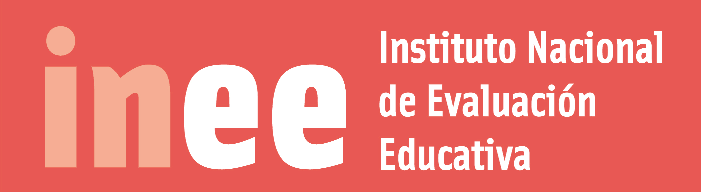 inee
Instituto Nacional
de Evaluación
Educativa